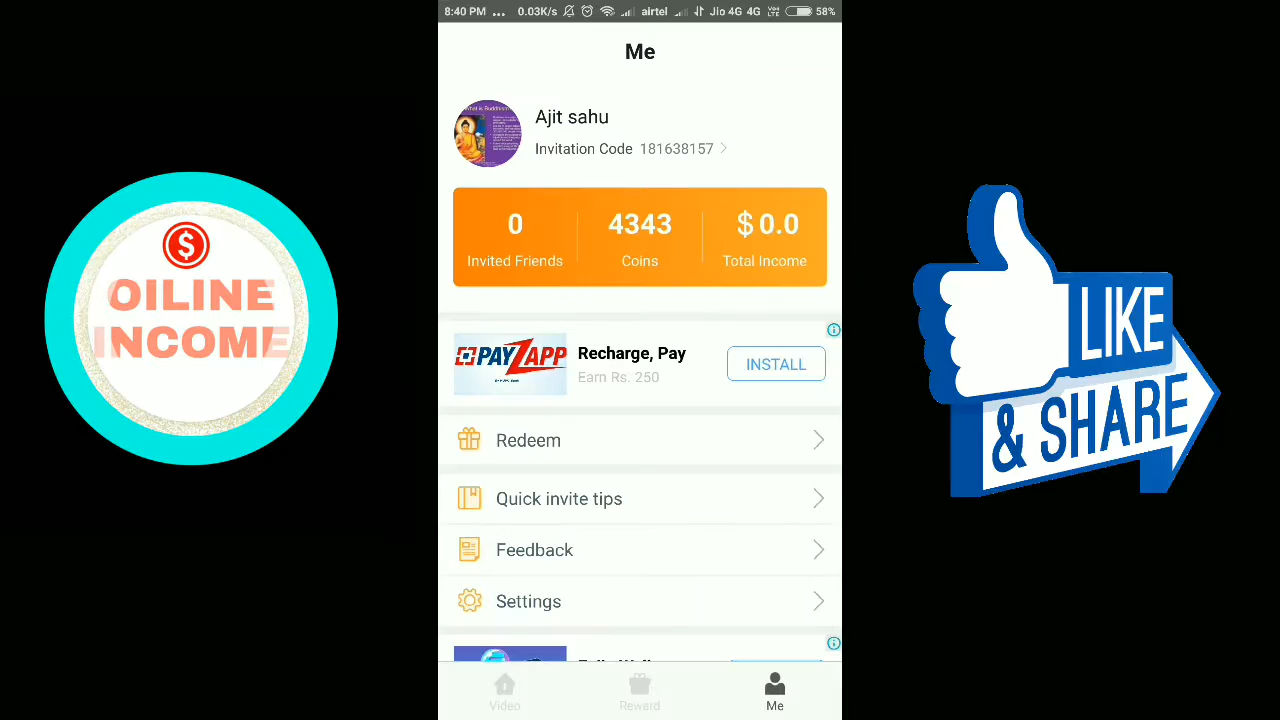 8:40 PM ... 0.03K/s airtel Jio 4G 4G 58%
Me
Ajit sahu
Invitation Code 181638157
0 4343 $ 0.0
Invited Friends Coins Total Income
PAYZAPP
Recharge, Pay
Earn Rs. 250
INSTALL
Redeem
Quick invite tips
Feedback
Settings
Video Reward Me
$
OILINE
INCOME
LIKE
& SHARE